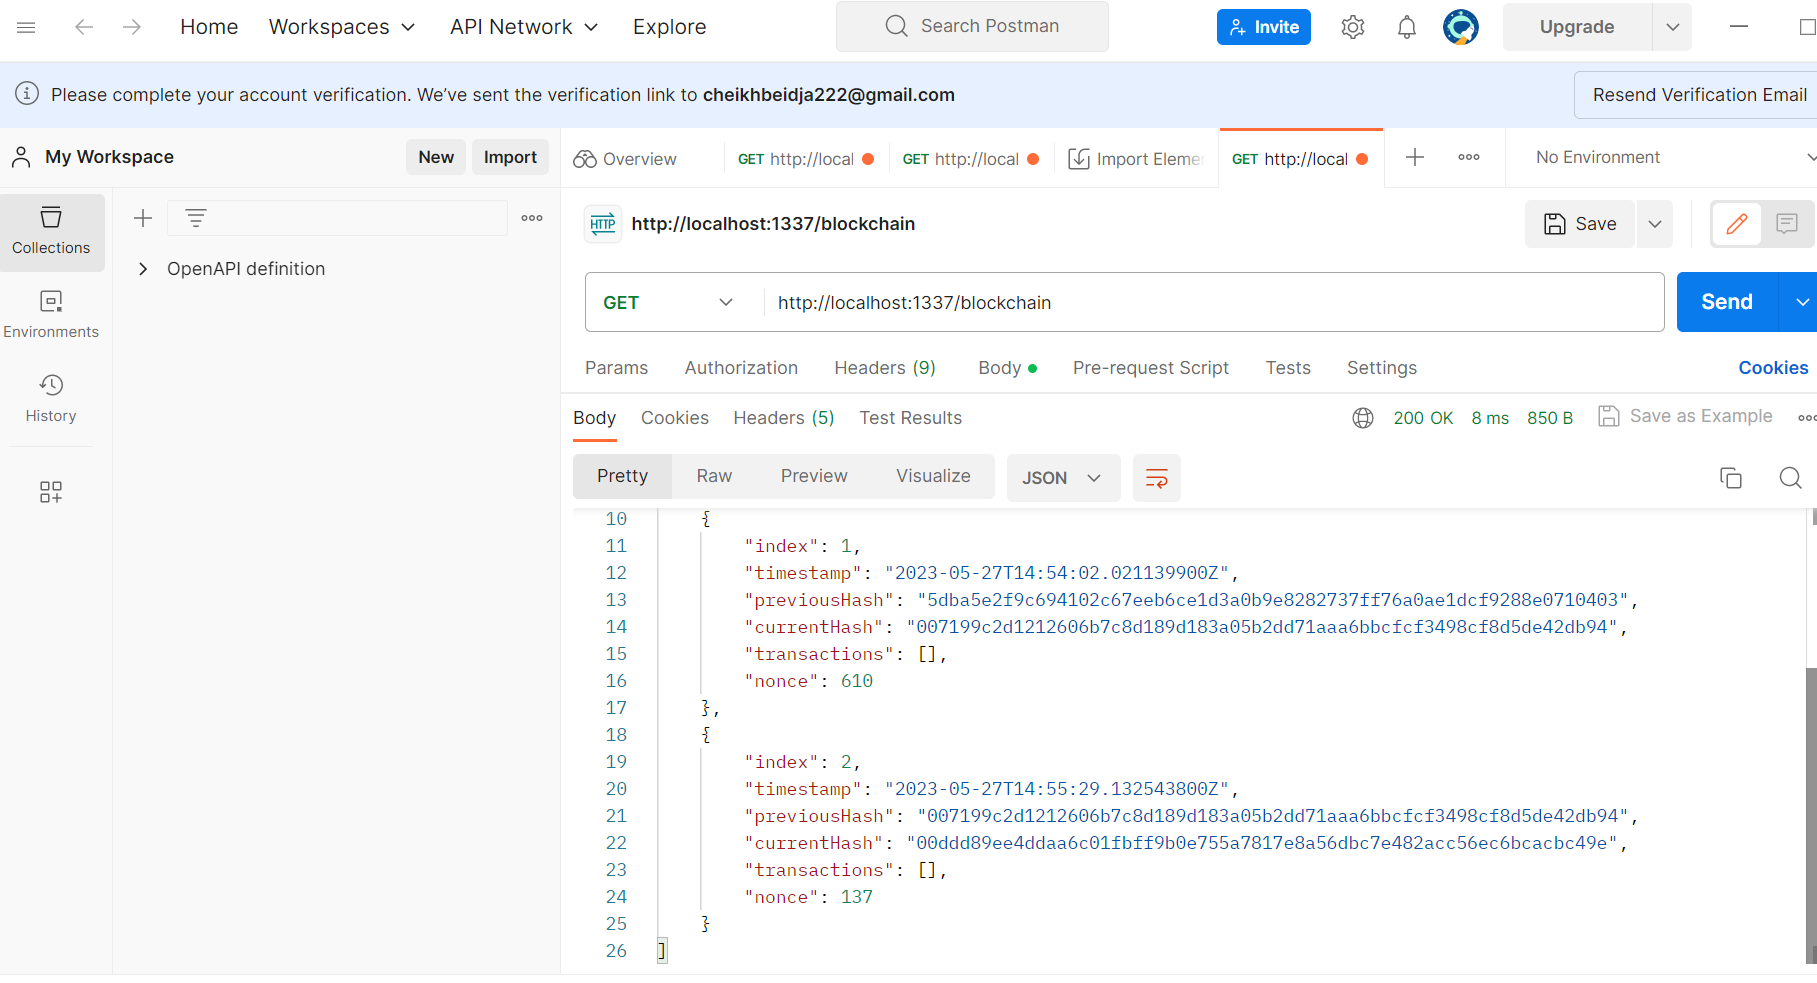 Home Workspaces API Network Explore Search Postman Invite Upgrade
Please complete your account verification. We've sent the verification link to cheikhbeidja222@gmail.com Resend Verification Email
My Workspace New Import Overview GET http://local GET http://local Import Elemer GET http://local No Environment
Collections
Environments
History
OpenAPI definition
HTTP http://localhost:1337/blockchain Save
GET http://localhost:1337/blockchain Send
Params Authorization Headers (9) Body Pre-request Script Tests Settings Cookies
Body Cookies Headers (5) Test Results 200 OK 8 ms 850 B Save as Example
Pretty Raw Preview Visualize JSON
10 {
11 "index": 1,
12 "timestamp": "2023-05-27T14:54:02.021139900Z",
13 "previousHash": "5dba5e2f9c694102c67eeb6ce1d3a0b9e8282737ff76a0ae1dcf9288e0710403",
14 "currentHash": "007199c2d1212606b7c8d189d183a05b2dd71aaa6bbcfcf3498cf8d5de42db94",
15 "transactions": [],
16 "nonce": 610
17 },
18 {
19 "index": 2,
20 "timestamp": "2023-05-27T14:55:29.132543800Z",
21 "previousHash": "007199c2d1212606b7c8d189d183a05b2dd71aaa6bbcfcf3498cf8d5de42db94",
22 "currentHash": "00ddd89ee4ddaa6c01fbff9b0e755a7817e8a56dbc7e482acc56ec6bcacbc49e",
23 "transactions": [],
24 "nonce": 137
25 }
26 ]